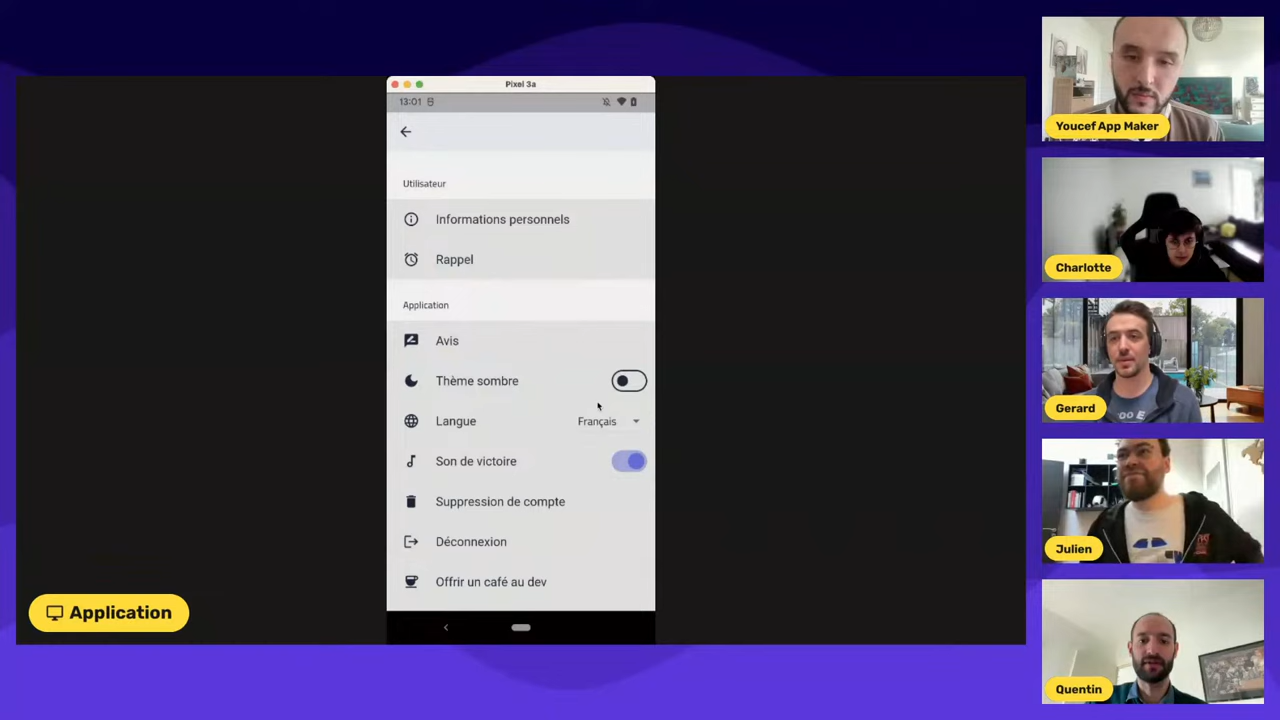 Pixel 3a
13:01
Utilisateur
Informations personnels
Rappel
Application
Avis
Thème sombre
Langue
Français
Son de victoire
Suppression de compte
Déconnexion
Offrir un café au dev
Application
Youcef App Maker
Charlotte
Gerard
Julien
Quentin